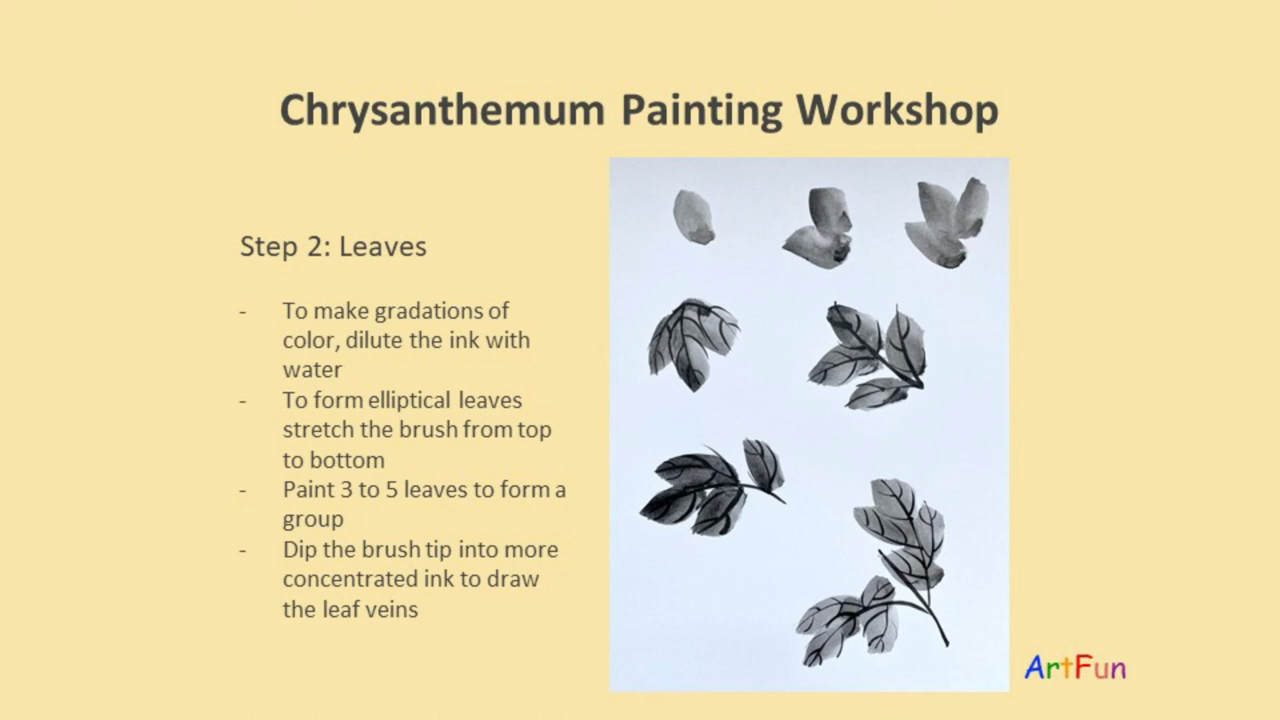 Chrysanthemum Painting Workshop
Step 2: Leaves
- To make gradations of
color, dilute the ink with
water
- To form elliptical leaves
stretch the brush from top
to bottom
- Paint 3 to 5 leaves to form a
group
- Dip the brush tip into more
concentrated ink to draw
the leaf veins
ArtFun